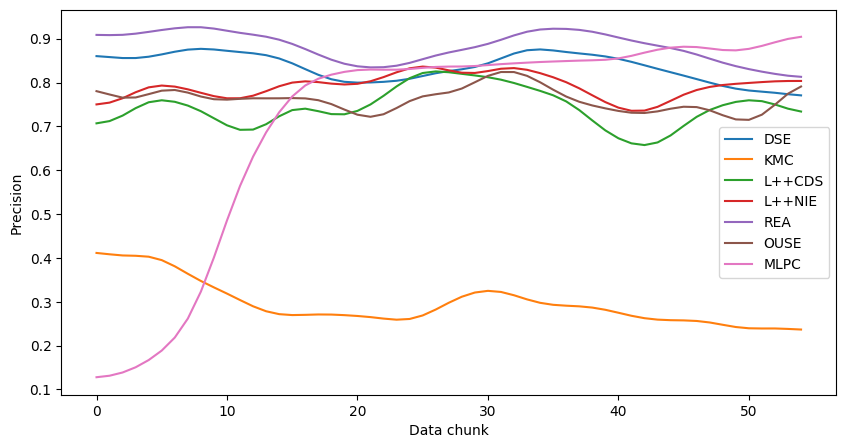 0.9
0.8
0.7
0.6
0.5
0.4
0.3
0.2
0.1
Precision
0 10 20 30 40 50
Data chunk
DSE
KMC
L++CDS
L++NIE
REA
OUSE
MLPC